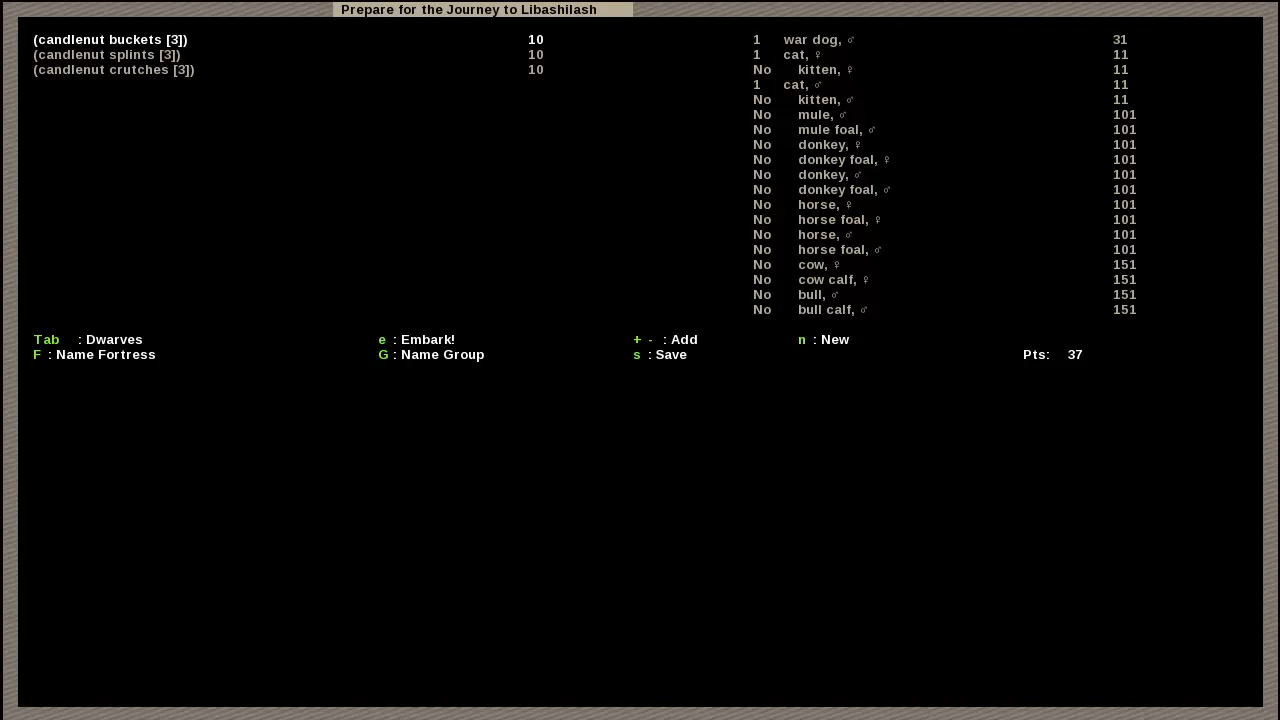 Prepare for the Journey to Libashilash
(candlenut buckets [3]) 10 1 war dog, ♂ 31
(candlenut splints [3]) 10 1 cat, ♀ 11
(candlenut crutches [3]) 10 No kitten, ♀ 11
1 cat, ♂ 11
No kitten, ♂ 11
No mule, ♂ 101
No mule foal, ♂ 101
No donkey, ♀ 101
No donkey foal, ♀ 101
No donkey, ♂ 101
No donkey foal, ♂ 101
No horse, ♀ 101
No horse foal, ♀ 101
No horse, ♂ 101
No horse foal, ♂ 101
No cow, ♀ 151
No cow calf, ♀ 151
No bull, ♂ 151
No bull calf, ♂ 151
Tab : Dwarves e : Embark! + - : Add n : New
F : Name Fortress G : Name Group s : Save Pts: 37